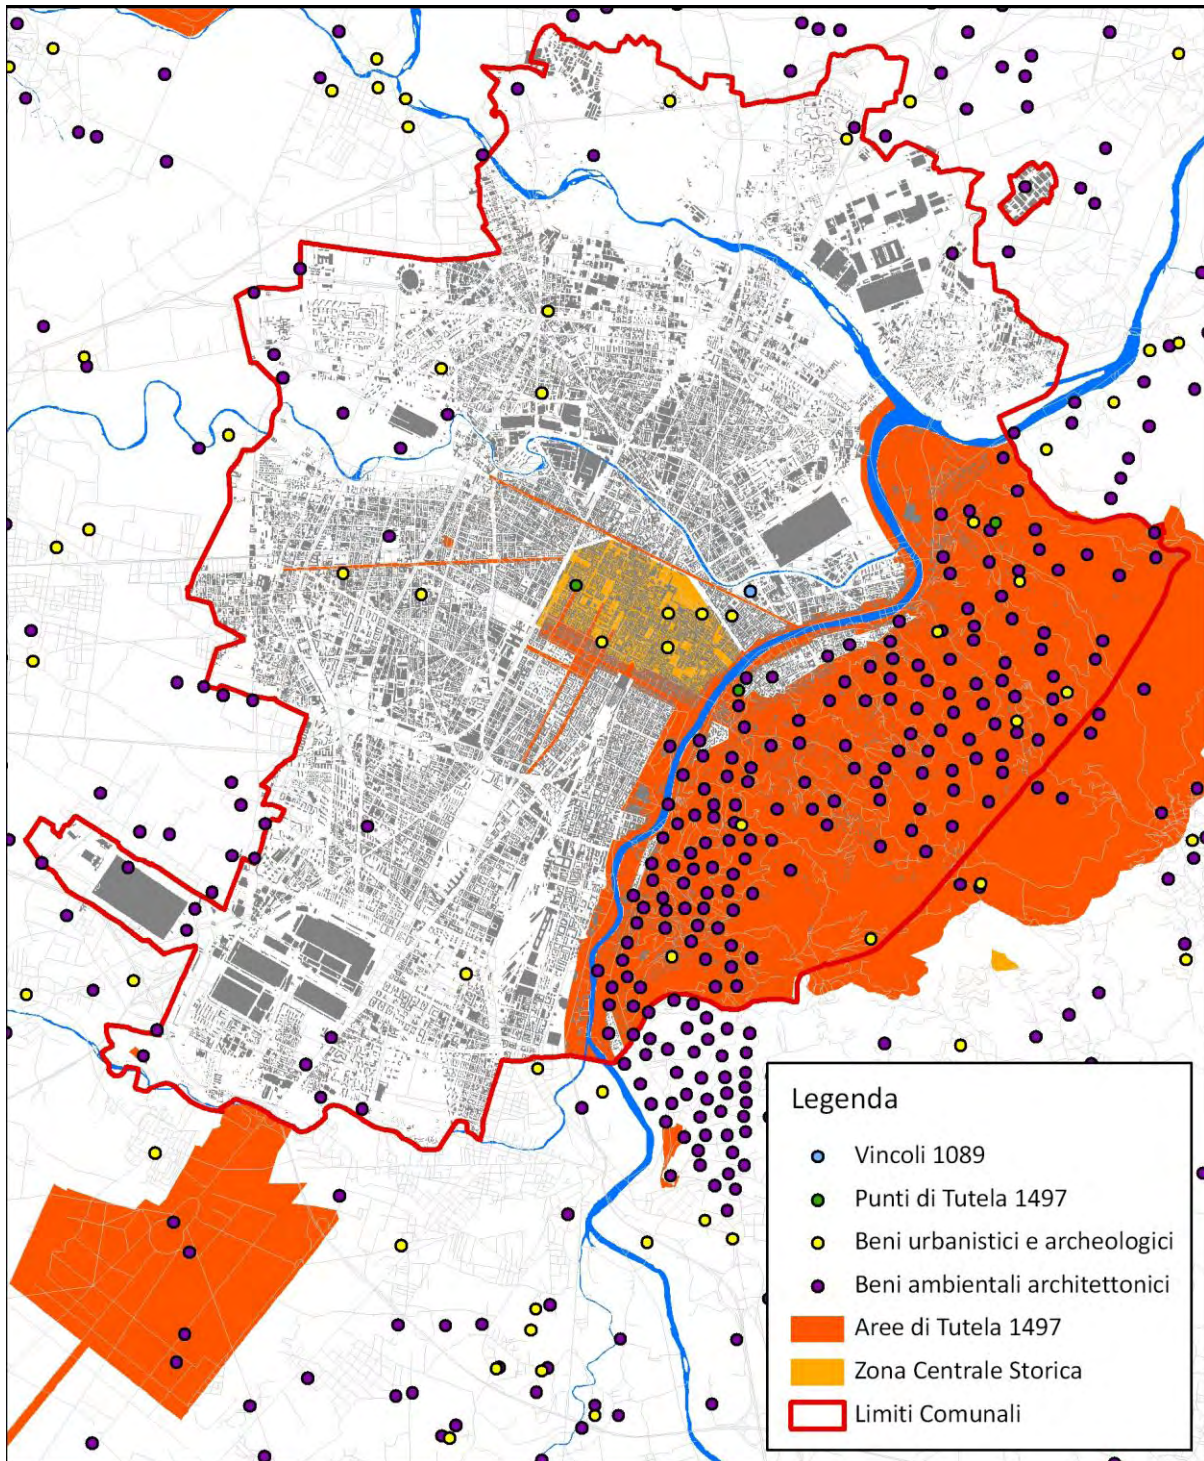 Legenda
Vincoli 1089
Punti di Tutela 1497
Beni urbanistici e archeologici
Beni ambientali architettonici
Aree di Tutela 1497
Zona Centrale Storica
Limiti Comunali